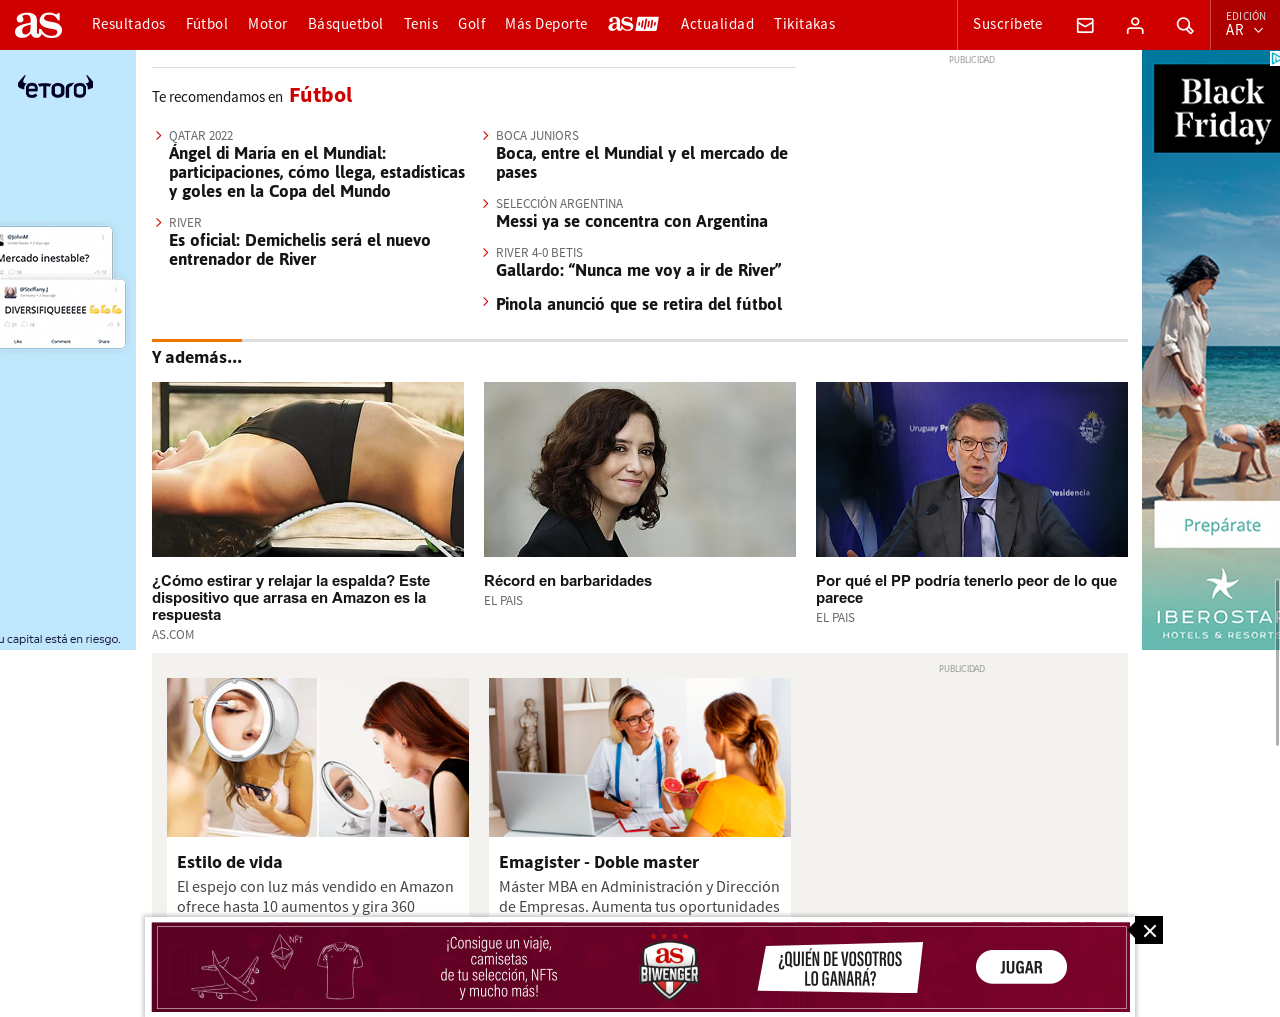 as
Resultados Fútbol Motor Básquetbol Tenis Golf Más Deporte as Actualidad Tikitakas
Suscríbete
EDICIÓN
AR
PUBLICIDAD
eToro
@JohnM
Mercado inestable?
@Steffany.J
DIVERSIFIQUEEEEE
Like Comment Share
u capital está en riesgo.
Te recomendamos en Fútbol
QATAR 2022
Ángel di María en el Mundial:
participaciones, cómo llega, estadísticas
y goles en la Copa del Mundo
RIVER
Es oficial: Demichelis será el nuevo
entrenador de River
BOCA JUNIORS
Boca, entre el Mundial y el mercado de
pases
SELECCIÓN ARGENTINA
Messi ya se concentra con Argentina
RIVER 4-0 BETIS
Gallardo: “Nunca me voy a ir de River”
Pinola anunció que se retira del fútbol
Black
Friday
Prepárate
IBEROSTA
HOTELS & RESORTS
Y además...
Uruguay Pr
residencia
¿Cómo estirar y relajar la espalda? Este
dispositivo que arrasa en Amazon es la
respuesta
AS.COM
Récord en barbaridades
EL PAIS
Por qué el PP podría tenerlo peor de lo que
parece
EL PAIS
PUBLICIDAD
Estilo de vida
El espejo con luz más vendido en Amazon
ofrece hasta 10 aumentos y gira 360
Emagister - Doble master
Máster MBA en Administración y Dirección
de Empresas. Aumenta tus oportunidades
NFT
¡Consigue un viaje,
camisetas
de tu selección, NFTs
y mucho más!
as
BIWENGER
¿QUIÉN DE VOSOTROS
LO GANARÁ?
JUGAR